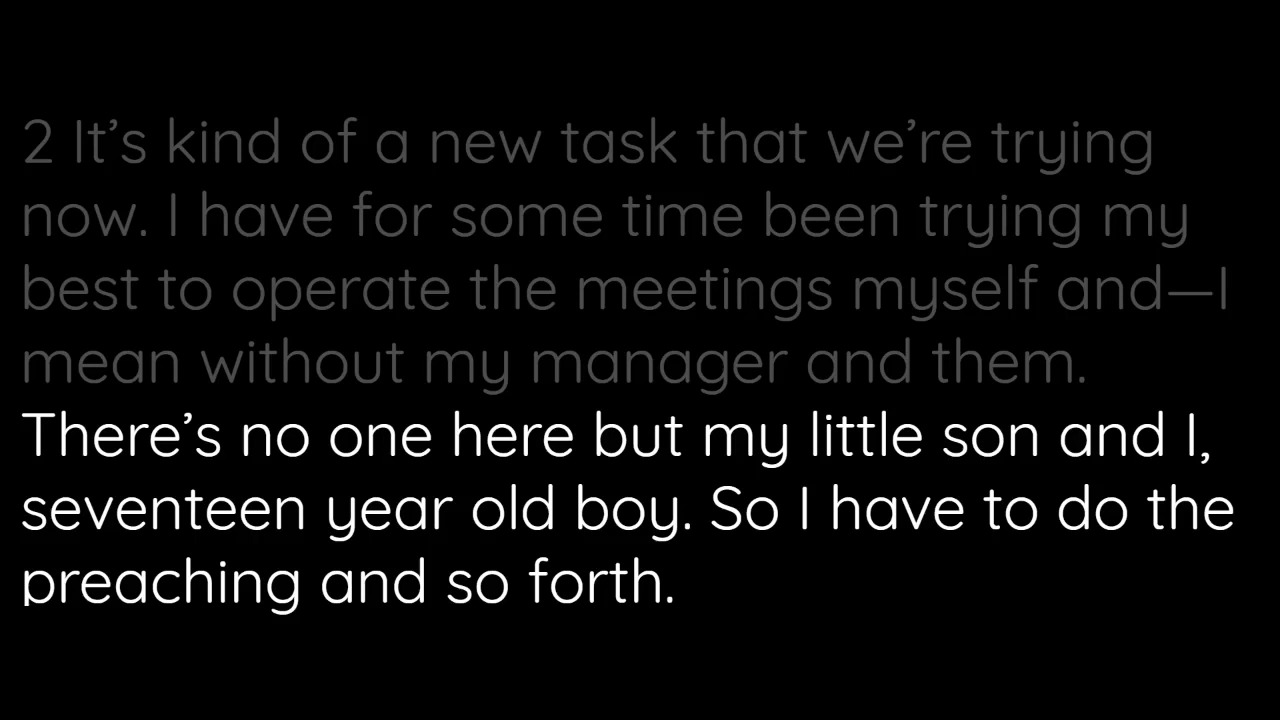 2 It’s kind of a new task that we’re trying
now. I have for some time been trying my
best to operate the meetings myself and—I
mean without my manager and them.
There’s no one here but my little son and I,
seventeen year old boy. So I have to do the
preaching and so forth.